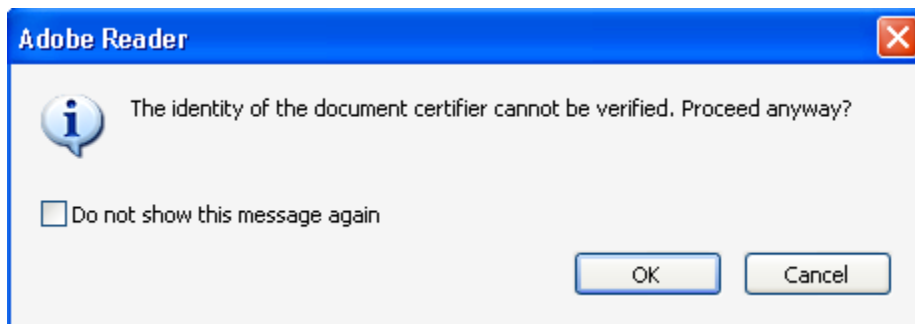 Adobe Reader
The identity of the document certifier cannot be verified. Proceed anyway?
Do not show this message again
OK Cancel